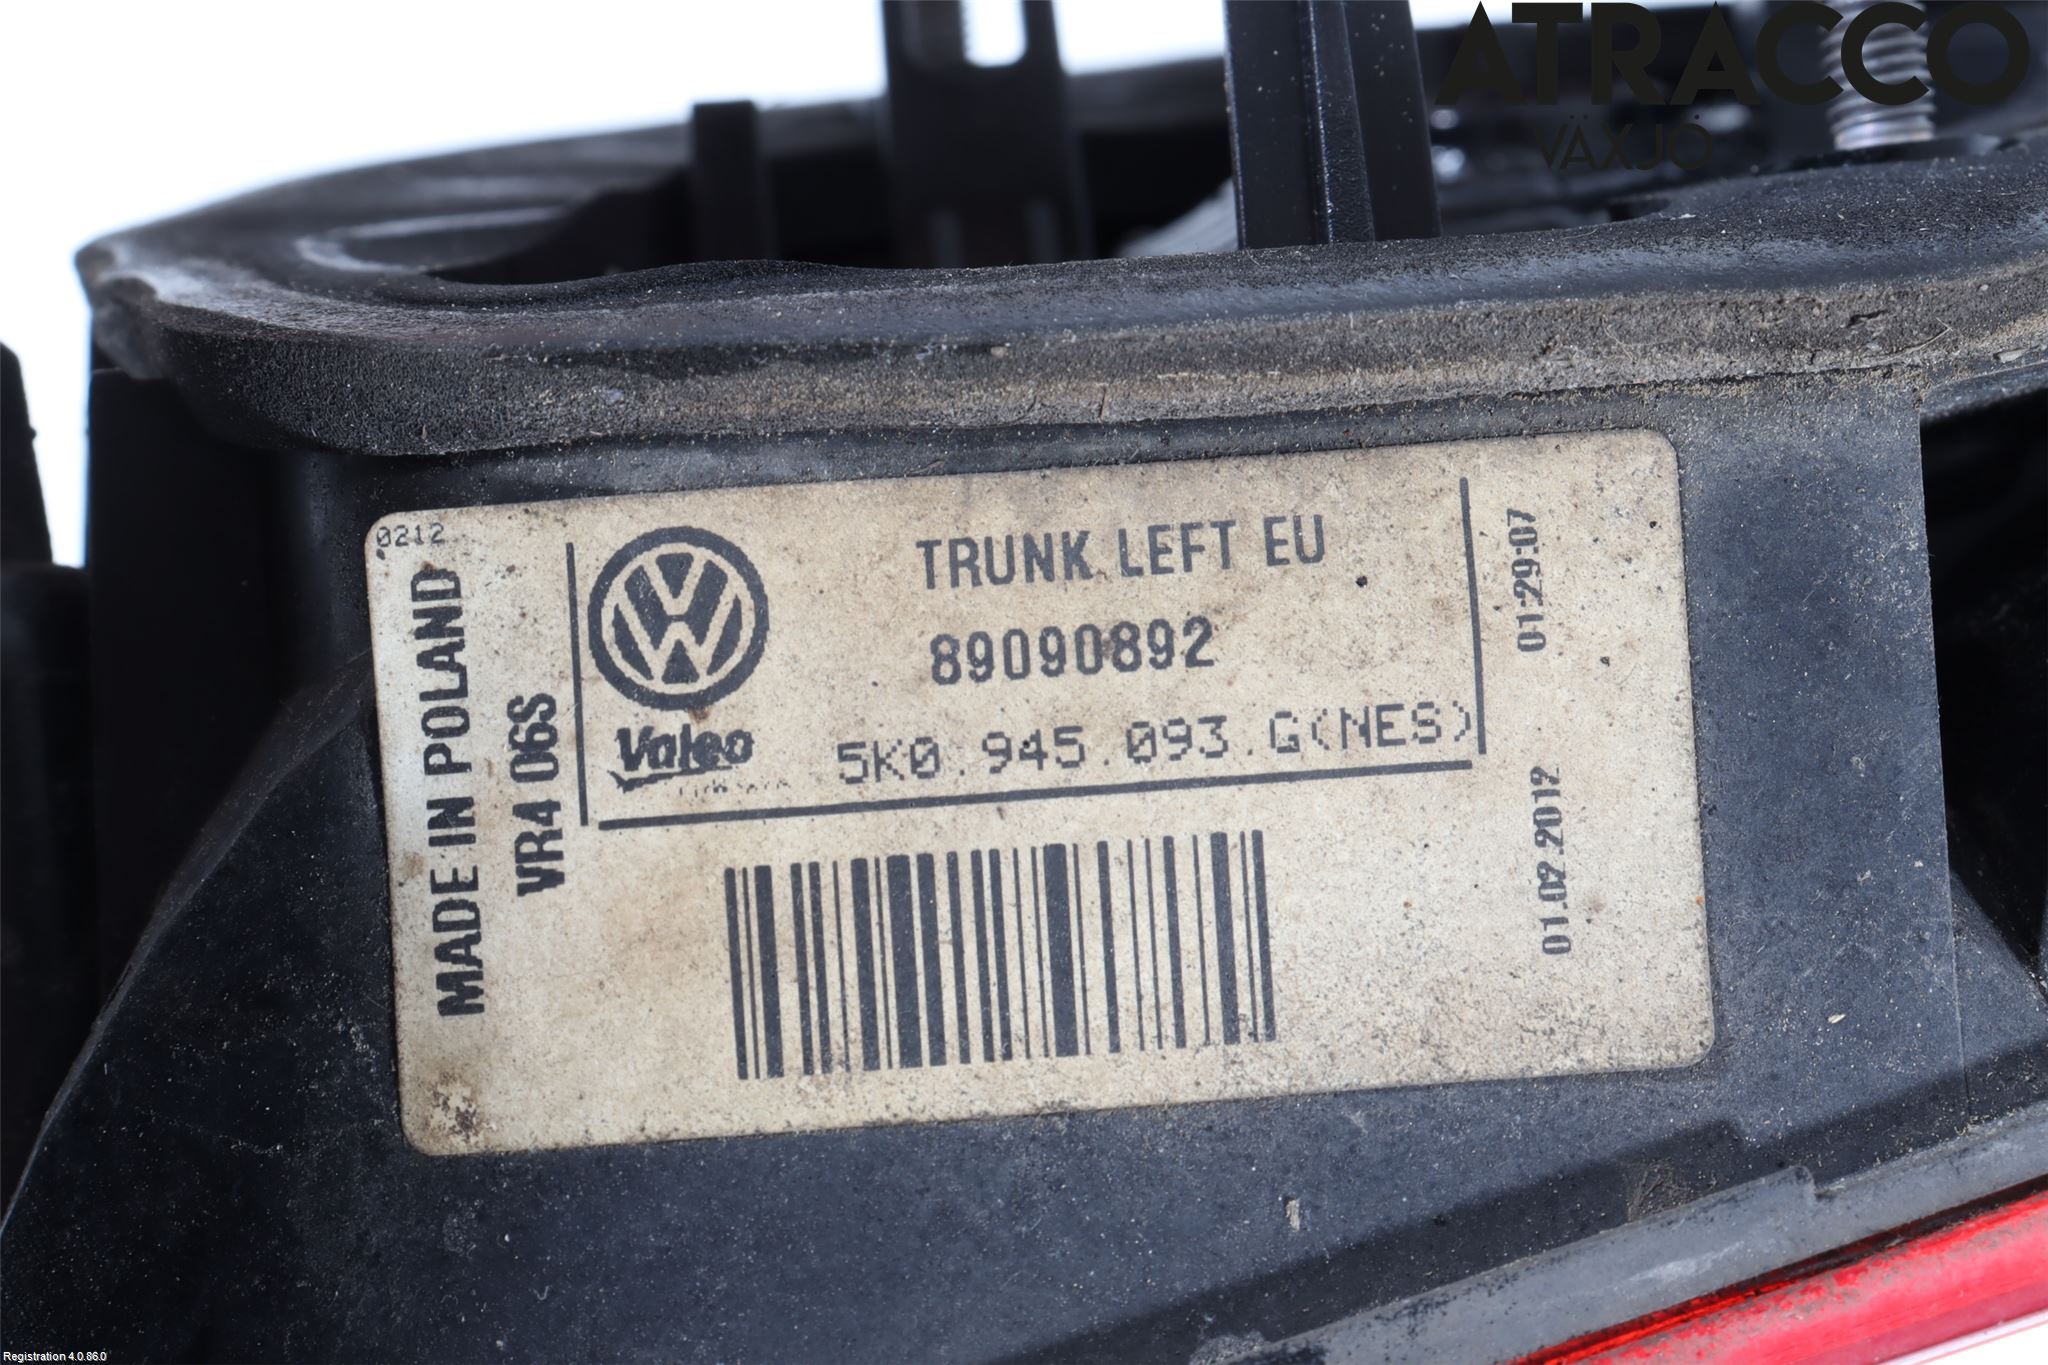 ATRACCO
VÄXJÖ
0212
MADE IN POLAND
VR4 06S
TRUNK LEFT EU
89090892
Valeo
5K0.945.093.G(NES)
01:29:07
01.02.2012
Registration 4.0.86.0